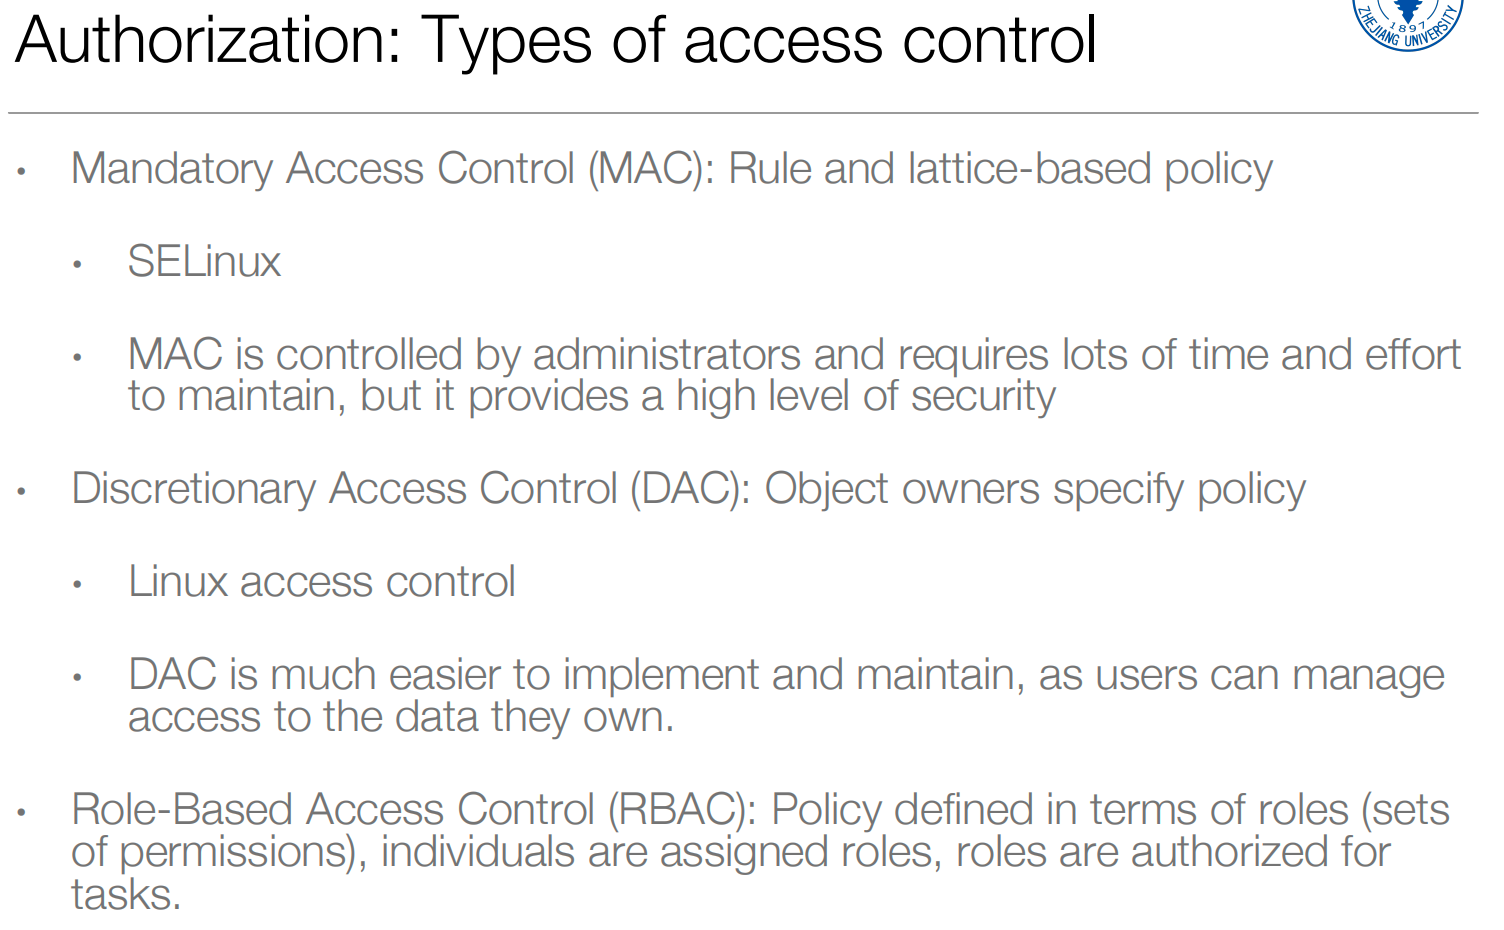 Authorization: Types of access control
ZHEJIANG UNIVERSITY
1897
• Mandatory Access Control (MAC): Rule and lattice-based policy
• SELinux
• MAC is controlled by administrators and requires lots of time and effort
to maintain, but it provides a high level of security
• Discretionary Access Control (DAC): Object owners specify policy
• Linux access control
• DAC is much easier to implement and maintain, as users can manage
access to the data they own.
• Role-Based Access Control (RBAC): Policy defined in terms of roles (sets
of permissions), individuals are assigned roles, roles are authorized for
tasks.